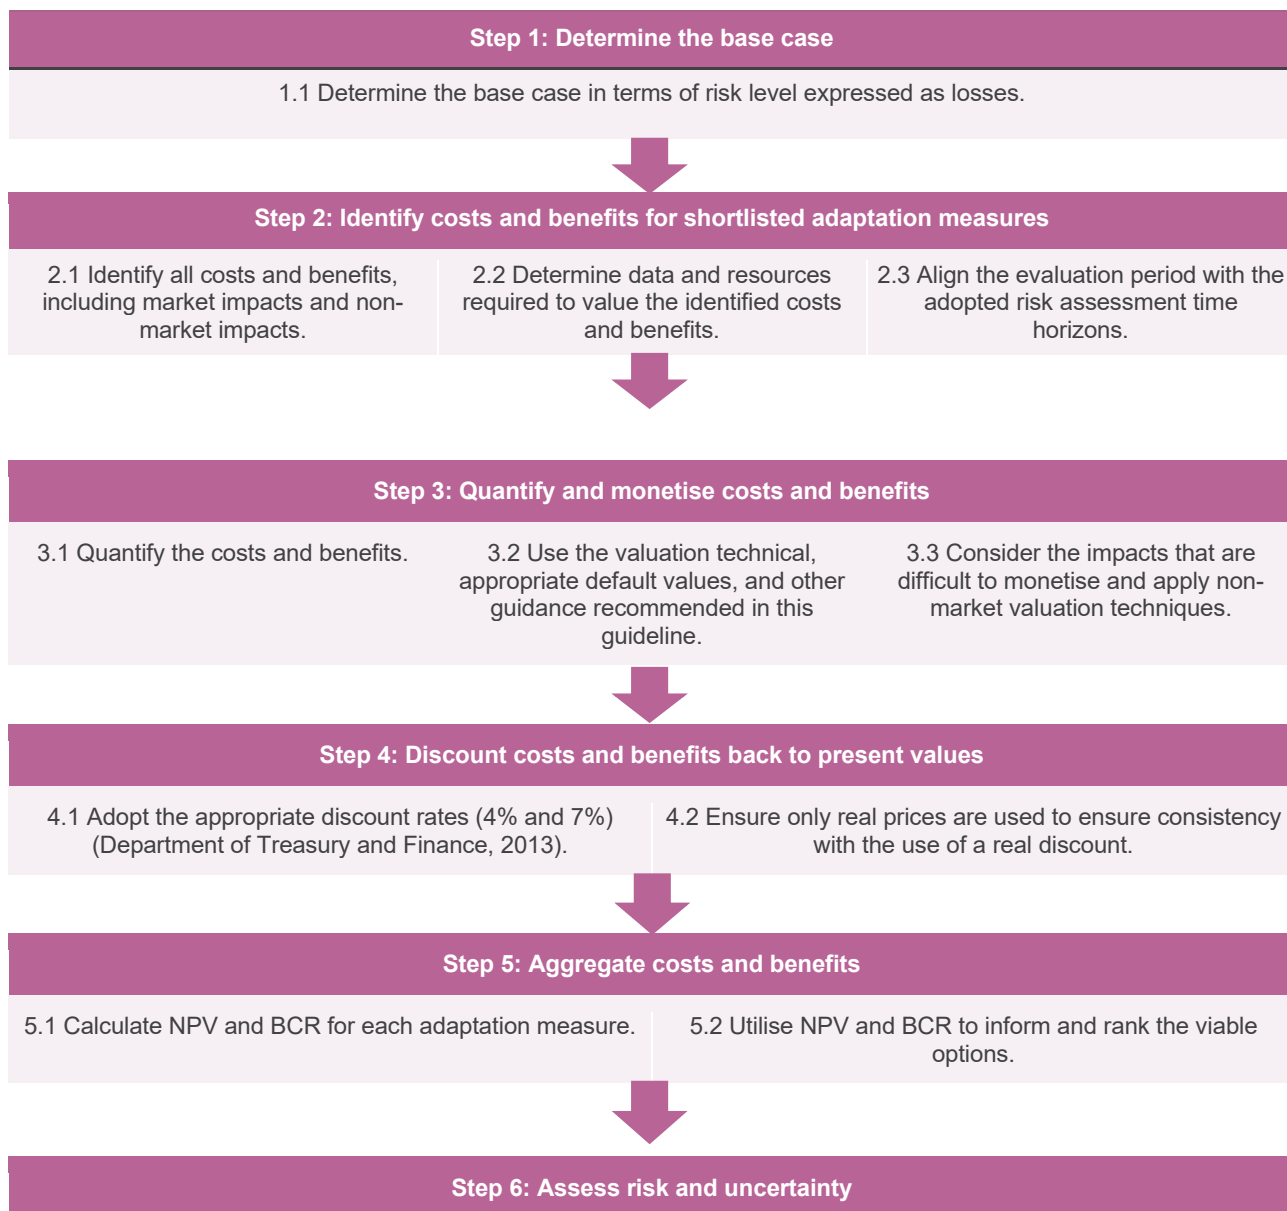 Step 1: Determine the base case
1.1 Determine the base case in terms of risk level expressed as losses.
Step 2: Identify costs and benefits for shortlisted adaptation measures
2.1 Identify all costs and benefits,
including market impacts and non-
market impacts.
2.2 Determine data and resources
required to value the identified costs
and benefits.
2.3 Align the evaluation period with the
adopted risk assessment time
horizons.
Step 3: Quantify and monetise costs and benefits
3.1 Quantify the costs and benefits.
3.2 Use the valuation technical,
appropriate default values, and other
guidance recommended in this
guideline.
3.3 Consider the impacts that are
difficult to monetise and apply non-
market valuation techniques.
Step 4: Discount costs and benefits back to present values
4.1 Adopt the appropriate discount rates (4% and 7%)
(Department of Treasury and Finance, 2013).
4.2 Ensure only real prices are used to ensure consistency
with the use of a real discount.
Step 5: Aggregate costs and benefits
5.1 Calculate NPV and BCR for each adaptation measure.
5.2 Utilise NPV and BCR to inform and rank the viable
options.
Step 6: Assess risk and uncertainty